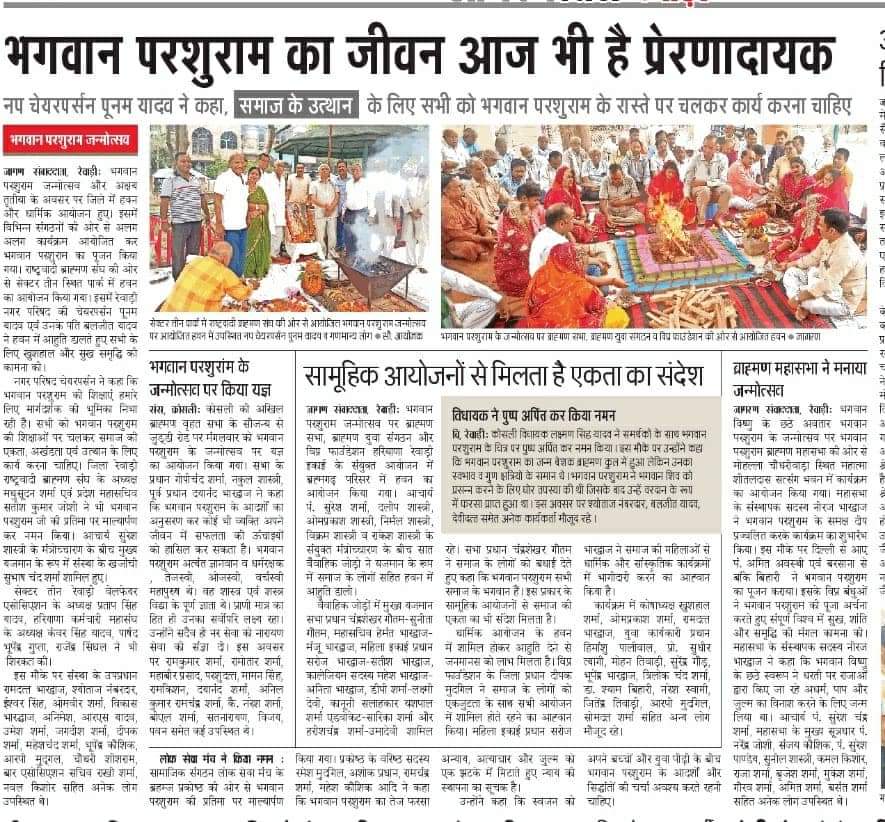 भगवान परशुराम का जीवन आज भी है प्रेरणादायक
नप चेयरपर्सन पूनम यादव ने कहा, समाज के उत्थान के लिए सभी को भगवान परशुराम के रास्ते पर चलकर कार्य करना चाहिए
भगवान परशुराम जन्मोत्सव
जागण संवाददाता, रेवाड़ी: भगवान
परशुराम जन्मोत्सव और अक्षय
तृतीया के अवसर पर जिले में हवन
और धार्मिक आयोजन हुए। इसमें
विभिन्न संगठनों की ओर से अलग
अलग कार्यक्रम आयोजित कर
भगवान परशुराम का पूजन किया
गया। राष्ट्रवादी ब्राह्मण संघ की ओर
से सेक्टर तीन स्थित पार्क में हवन
का आयोजन किया गया। इसमें रेवाड़ी
नगर परिषद की चेयरपर्सन पूनम
यादव एवं उनके पति बलजीत यादव
ने हवन में आहुति डालते हुए सभी के
लिए खुशहाल और सुख समृद्धि की
कामना की।
नगर परिषद चेयरपर्सन ने कहा कि
भगवान परशुराम की शिक्षाएं हमारे
लिए मार्गदर्शक की भूमिका निभा
रही है। सभी को भगवान परशुराम
की शिक्षाओं पर चलकर समाज की
एकता, अखंडता एवं उत्थान के लिए
कार्य करना चाहिए। जिला रेवाड़ी
राष्ट्रवादी ब्राह्मण संघ के अध्यक्ष
मधुसूदन शर्मा एवं प्रदेश महासचिव
सतीश कुमार जोशी ने भी भगवान
परशुराम जी की प्रतिमा पर माल्यार्पण
कर नमन किया। आचार्य सुरेश
शास्त्री के मंत्रोच्चारण के बीच मुख्य
यजमान के रूप में संस्था के खजांची
सुभाष चंद शर्मा शामिल हुए।
सेक्टर तीन रेवाड़ी वेलफेयर
एसोसिएशन के अध्यक्ष प्रताप सिंह
यादव, हरियाणा कर्मचारी महासंघ
के अध्यक्ष कंवर सिंह यादव, पार्षद
भूपेंद्र गुप्ता, राजेंद्र सिंघल ने भी
शिरकत की।
इस मौके पर संस्था के उपप्रधान
रामदत्त भारद्वाज, श्योताज नंबरदार,
ईश्वर सिंह, ओमवीर शर्मा, विकास
भारद्वाज, अनिमेश, आरएस यादव,
उमेश शर्मा, जगदीश शर्मा, दीपक
शर्मा, महेशचंद शर्मा, भूपेंद्र कौशिक,
आरपी मुदगल, चौधरी शोशराम,
बार एसोसिएशन सचिव राखी शर्मा,
नवल किशोर सहित अनेक लोग
उपस्थित थे।
सेक्टर तीन पार्क में राष्ट्रवादी ब्राह्मण संघ की ओर से आयोजित भगवान परशुराम जन्मोत्सव
पर आयोजित हवन में उपस्थित नप चेयरपर्सन पूनम यादव व गणमान्य लोग ● सौ. आयोजक
भगवान परशुराम के जन्मोत्सव पर ब्राह्मण सभा, ब्राह्मण युवा संगठन व विप्र फाउंडेशन की ओर से आयोजित हवन ● जागरण
भगवान परशुराम के
जन्मोत्सव पर किया यज्ञ
संस, कोसली: कोसली की अखिल
ब्राह्मण वृहत सभा के सौजन्य से
जुड्डी रोड पर मंगलवार को भगवान
परशुराम के जन्मोत्सव पर यज्ञ
का आयोजन किया गया। सभा के
प्रधान गोपीचंद शर्मा, नकुल शास्त्री,
पूर्व प्रधान दयानंद भारद्वाज ने कहा
कि भगवान परशुराम के आदर्शों का
अनुसरण कर कोई भी व्यक्ति अपने
जीवन में सफलता की ऊंचाइयों
को हासिल कर सकता है। भगवान
परशुराम अत्यंत ज्ञानवान व धर्मरक्षक
, तेजस्वी, ओजस्वी, वर्चस्वी
महापुरुष थे। वह शास्त्र एवं शस्त्र
विद्या के पूर्ण ज्ञाता थे। प्राणी मात्र का
हित ही उनका सर्वोपरि लक्ष्य रहा।
उन्होंने सदैव ही नर सेवा को नारायण
सेवा की संज्ञा दी। इस अवसर
पर रामकुमार शर्मा, रामोतार शर्मा,
महाबीर प्रसाद, परशुदत्त, मामन सिंह,
रामकिशन, दयानंद शर्मा, अनिल
कुमार रामचंद्र शर्मा, कै. नरेश शर्मा,
बीएल शर्मा, सतनारायण, विजय,
पवन समेत कई उपस्थित थे।
सामूहिक आयोजनों से मिलता है एकता का संदेश
जागण संवाददाता, रेवाड़ी: भगवान
परशुराम के जन्मोत्सव पर ब्राह्मण
सभा, ब्राह्मण युवा संगठन और
विप्र फाउंडेशन हरियाणा रेवाड़ी
इकाई के संयुक्त आयोजन में
ब्रह्मगढ़ परिसर में हवन का
आयोजन किया गया। आचार्य
पं. सुरेश शर्मा, दलीप शास्त्री,
ओमप्रकाश शास्त्री, निर्मल शास्त्री,
विक्रम शास्त्री व राकेश शास्त्री के
संयुक्त मंत्रोच्चारण के बीच सात
वैवाहिक जोड़ों ने यजमान के रूप
में समाज के लोगों सहित हवन में
आहुति डाली।
वैवाहिक जोड़ों में मुख्य यजमान
सभा प्रधान चंद्रशेखर गौतम-सुनीता
गौतम, महासचिव हेमंत भारद्वाज-
मंजू भारद्वाज, महिला इकाई प्रधान
सरोज भारद्वाज-सतीश भारद्वाज,
कालेजियम सदस्य महेश भारद्वाज-
अनिता भारद्वाज, डीपी शर्मा-लक्ष्मी
देवी, कानूनी सलाहकार यशपाल
शर्मा एडवोकेट-सारिका शर्मा और
हरीशचंद्र शर्मा-उमादेवी शामिल
विधायक ने पुष्प अर्पित कर किया नमन
वि, रेवाड़ी: कोसली विधायक लक्ष्मण सिंह यादव ने समर्थकों के साथ भगवान
परशुराम के चित्र पर पुष्प अर्पित कर नमन किया। इस मौके पर उन्होंने कहा
कि भगवान परशुराम का जन्म बेशक ब्राह्मण कुल में हुआ लेकिन उनका
स्वभाव व गुण क्षत्रियों के समान थे। भगवान परशुराम ने भगवान शिव को
प्रसन्न करने के लिए घोर तपस्या की थी जिसके बाद उन्हें वरदान के रूप
में फरसा प्राप्त हुआ था। इस अवसर पर श्योताज नंबरदार, बलजीत यादव,
देवीदत्त समेत अनेक कार्यकर्ता मौजूद रहे।
रहे। सभा प्रधान चंद्रशेखर गौतम
ने समाज के लोगों को बधाई देते
हुए कहा कि भगवान परशुराम सभी
समाज के भगवान हैं। इस प्रकार के
सामूहिक आयोजनों से समाज की
एकता का भी संदेश मिलता है।
धार्मिक आयोजन के हवन
में शामिल होकर आहुति देने से
जनमानस को लाभ मिलता है। विप्र
फाउंडेशन के जिला प्रधान दीपक
मुदगिल ने समाज के लोगों को
एकजुटता के साथ सभी आयोजन
में शामिल होते रहने का आह्वान
किया। महिला इकाई प्रधान सरोज
भारद्वाज ने समाज की महिलाओं से
धार्मिक और सांस्कृतिक कार्यक्रमों
में भागीदारी करने का आह्वान
किया है।
कार्यक्रम में कोषाध्यक्ष खुशहाल
शर्मा, ओमप्रकाश शर्मा, रामदत्त
भारद्वाज, युवा कार्यकारी प्रधान
हिमांशु पालीवाल, प्रो. सुधीर
त्यागी, मोहन तिवाड़ी, सुरेंद्र गौड़,
भूपेंद्र भारद्वाज, त्रिलोक चंद शर्मा,
डा. श्याम बिहारी, नरेश स्वामी,
जितेंद्र तिवाड़ी, आरपी मुदगिल,
सोमदत्त शर्मा सहित अन्य लोग
मौजूद रहे।
ब्राह्मण महासभा ने मनाया
जन्मोत्सव
जागरण संवाददाता, रेवाड़ी: भगवान
विष्णु के छठे अवतार भगवान
परशुराम के जन्मोत्सव पर भगवान
परशुराम ब्राह्मण महासभा की ओर से
मोहल्ला चौधरीवाड़ा स्थित महात्मा
शीतलदास सत्संग भवन में कार्यक्रम
का आयोजन किया गया। महासभा
के संस्थापक सदस्य नीरज भारद्वाज
ने भगवान परशुराम के समक्ष दीप
प्रज्वलित करके कार्यक्रम का शुभारंभ
किया। इस मौके पर दिल्ली से आए
पं. अमित अवस्थी एवं बरसाना से
बांके बिहारी ने भगवान परशुराम
का पूजन कराया। इसके विप्र बंधुओं
ने भगवान परशुराम की पूजा अर्चना
करते हुए संपूर्ण विश्व में सुख, शांति
और समृद्धि की मंगल कामना की।
महासभा के संस्थापक सदस्य नीरज
भारद्वाज ने कहा कि भगवान विष्णु
के छठे स्वरूप ने धरती पर राजाओं
द्वारा किए जा रहे अधर्म, पाप और
जुल्म का विनाश करने के लिए जन्म
लिया था। आचार्य पं. सुरेश चंद्र
शर्मा, महासभा के मुख्य सूत्रधार पं.
नरेंद्र जोशी, संजय कौशिक, पं. सुरेश
पाण्डेय, सुनील शास्त्री, कमल किशोर,
राजा शर्मा, बृजेश शर्मा, मुकेश शर्मा,
गौरव शर्मा, अमित शर्मा, बसंत शर्मा
सहित अनेक लोग उपस्थित थे।
लोक सेवा मंच ने किया नमन :
सामाजिक संगठन लोक सेवा मंच के
ब्रहम्ज प्रकोष्ठ की ओर से भगवान
परशुराम की प्रतिमा पर माल्यार्पण
किया गया। प्रकोष्ठ के वरिष्ठ सदस्य
रमेश मुदगिल, अशोक प्रधान, रामचंद्र
शर्मा, महेश कौशिक आदि ने कहा
कि भगवान परशुराम का तेज फरसा
अन्याय, अत्याचार और जुल्म को
एक झटके में मिटाते हुए न्याय की
स्थापना का सूचक है।
उन्होंने कहा कि स्वजन को
अपने बच्चों और युवा पीढ़ी के बीच
भगवान परशुराम के आदर्शों और
सिद्धांतों की चर्चा अवश्य करते रहनी
चाहिए।